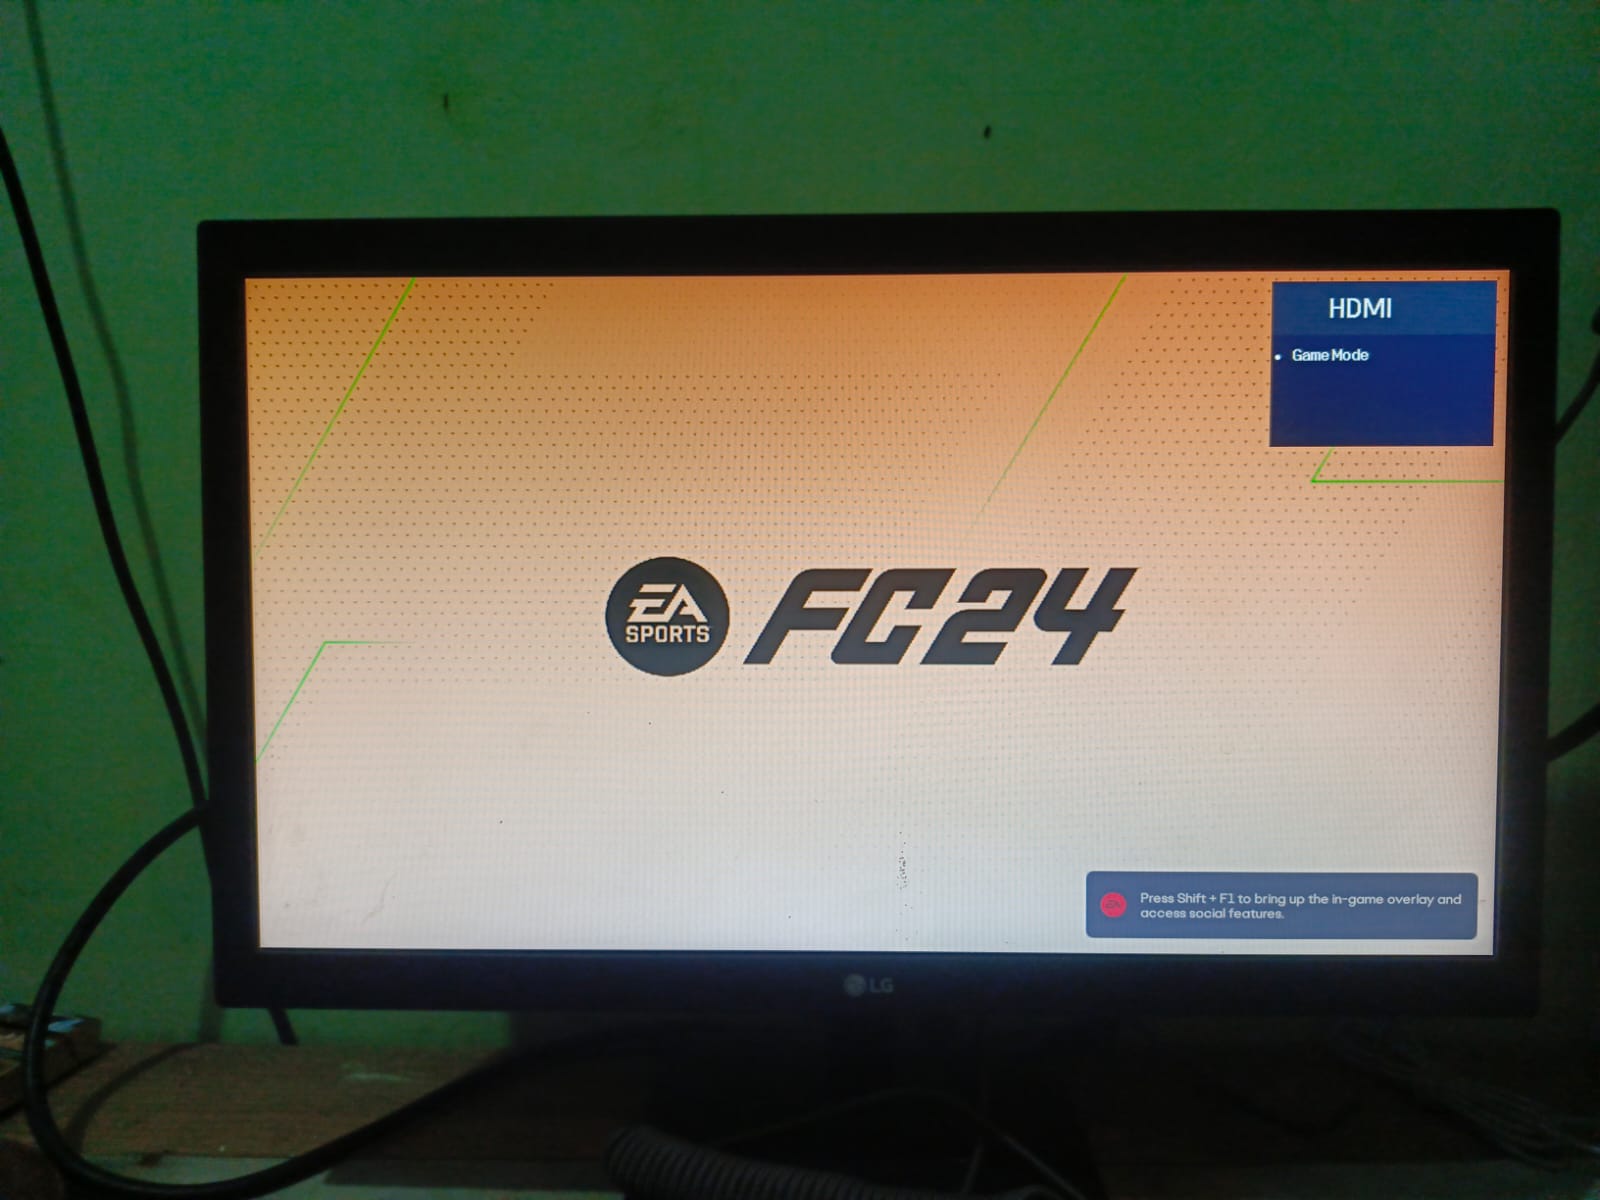 HDMI
• Game Mode
EA
SPORTS
FC24
EA
Press Shift + F1 to bring up the in-game overlay and
access social features.
LG